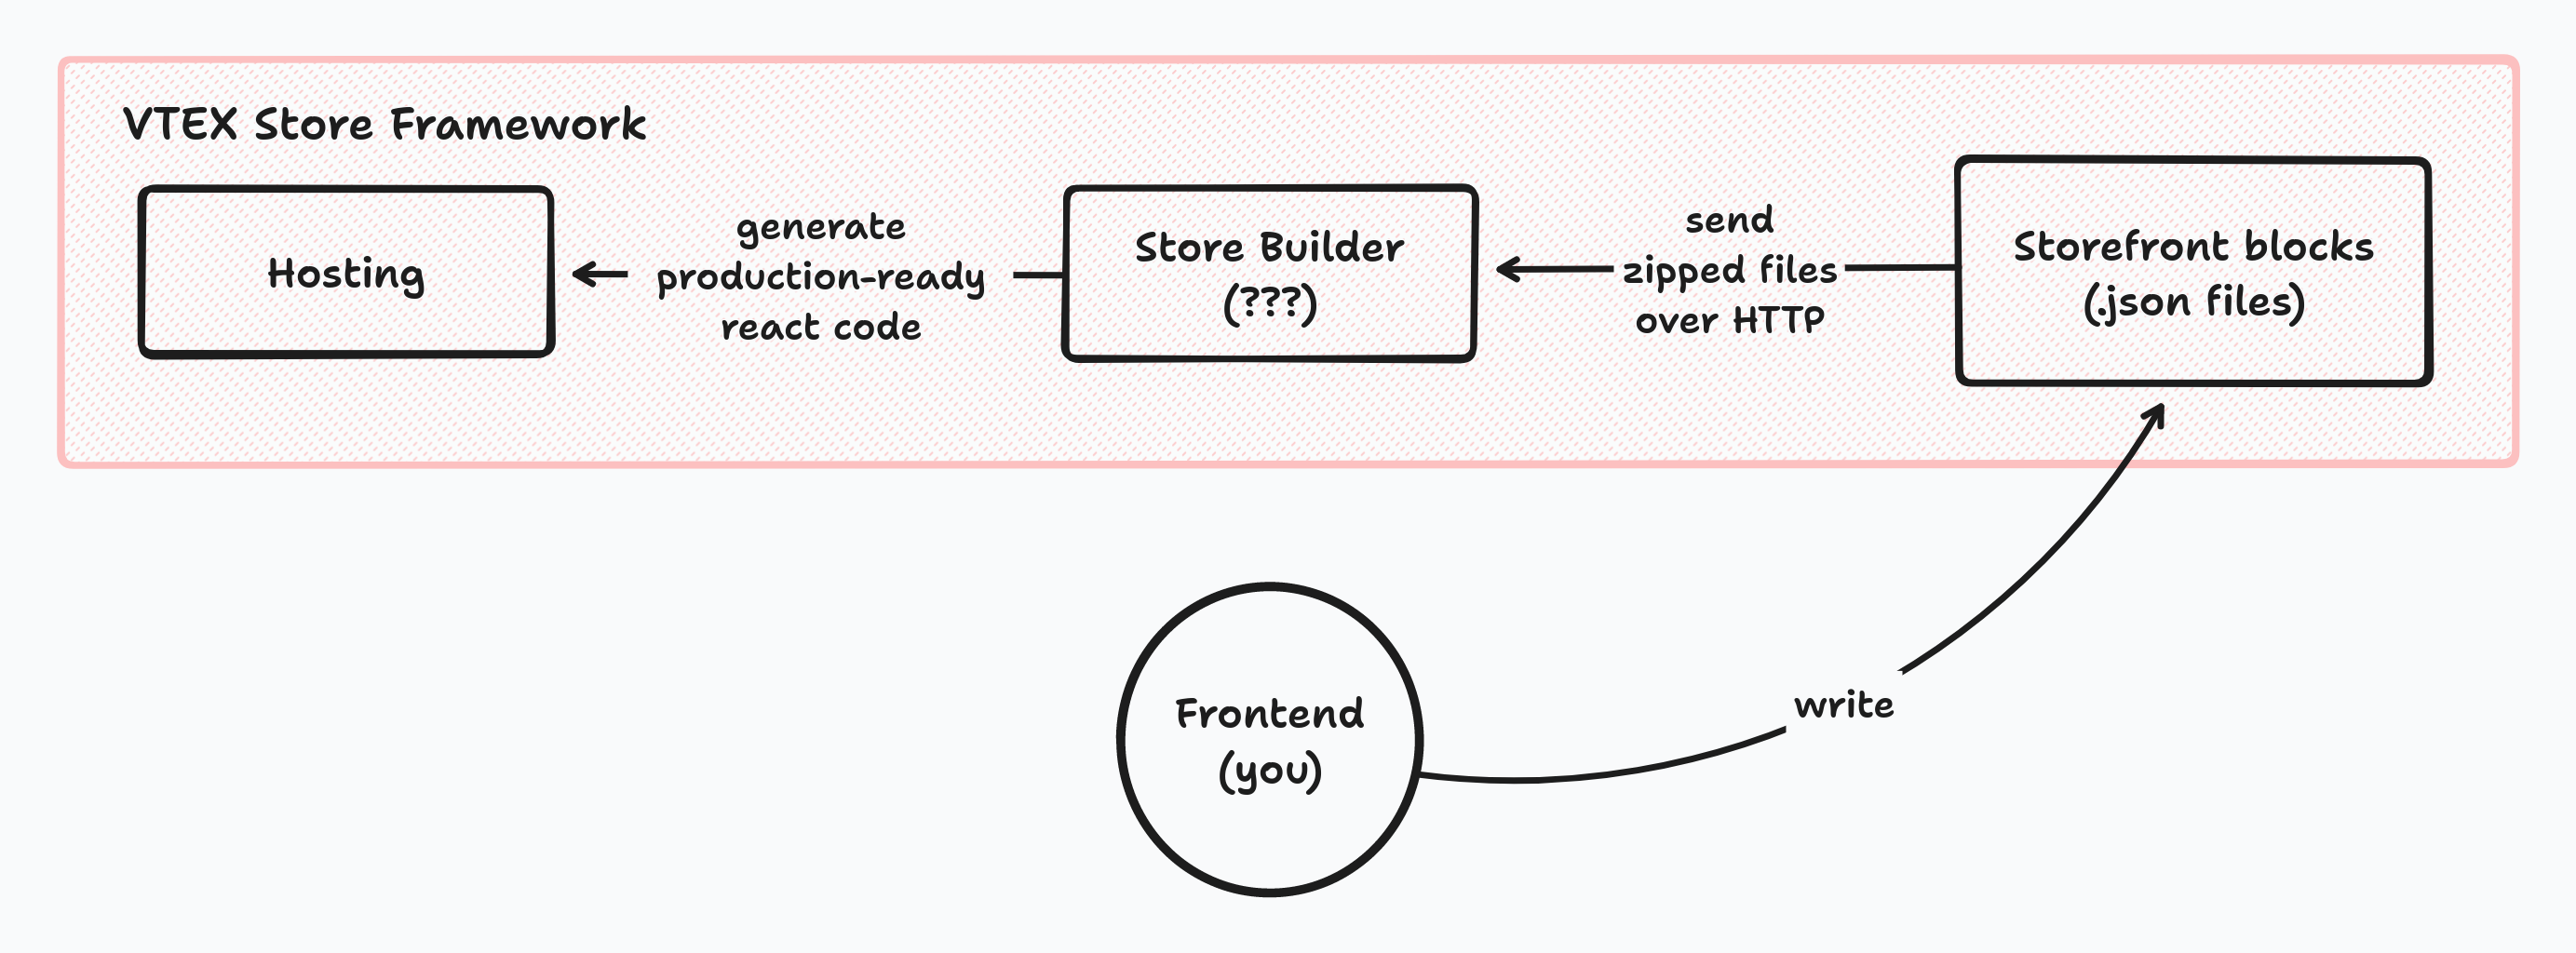 VTEX Store Framework
Hosting
generate
production-ready
react code
Store Builder
(???)
send
zipped files
over HTTP
Storefront blocks
(.json files)
Frontend
(you)
write